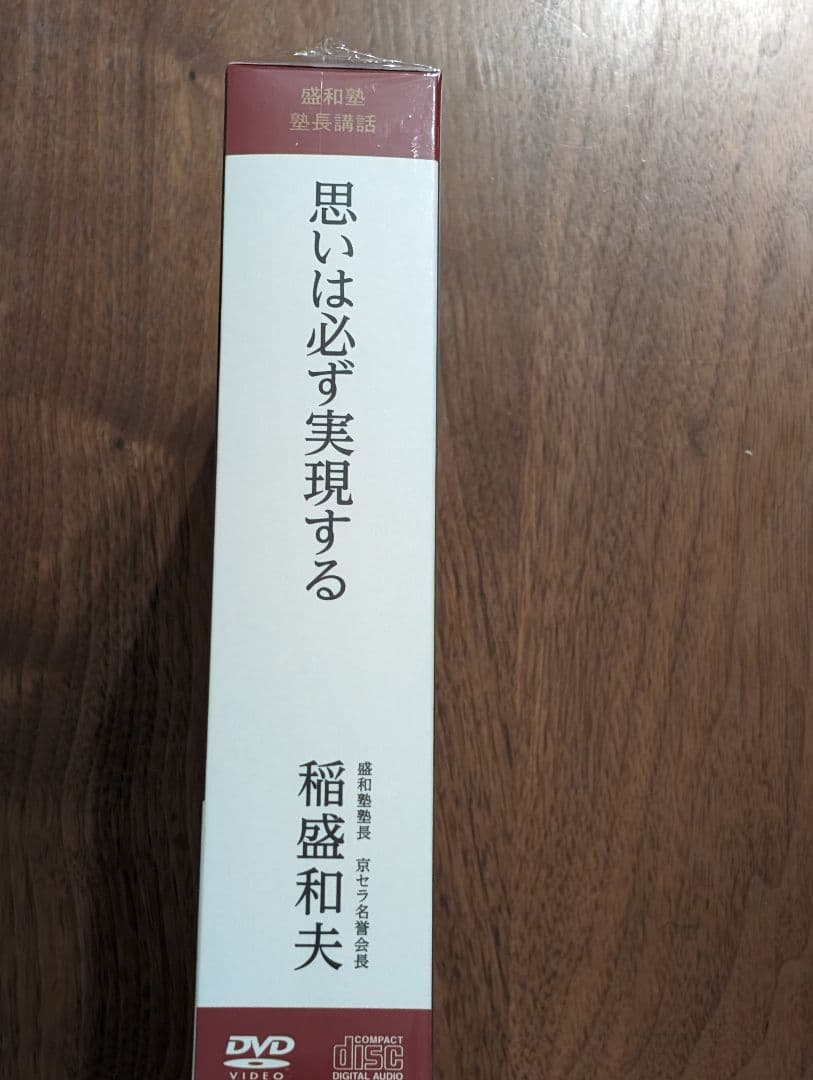 盛和塾
塾長講話
思いは必ず実現する
盛和塾塾長 京セラ名誉会長
稲盛和夫
DVD
VIDEO
COMPACT
disc
DIGITAL AUDIO